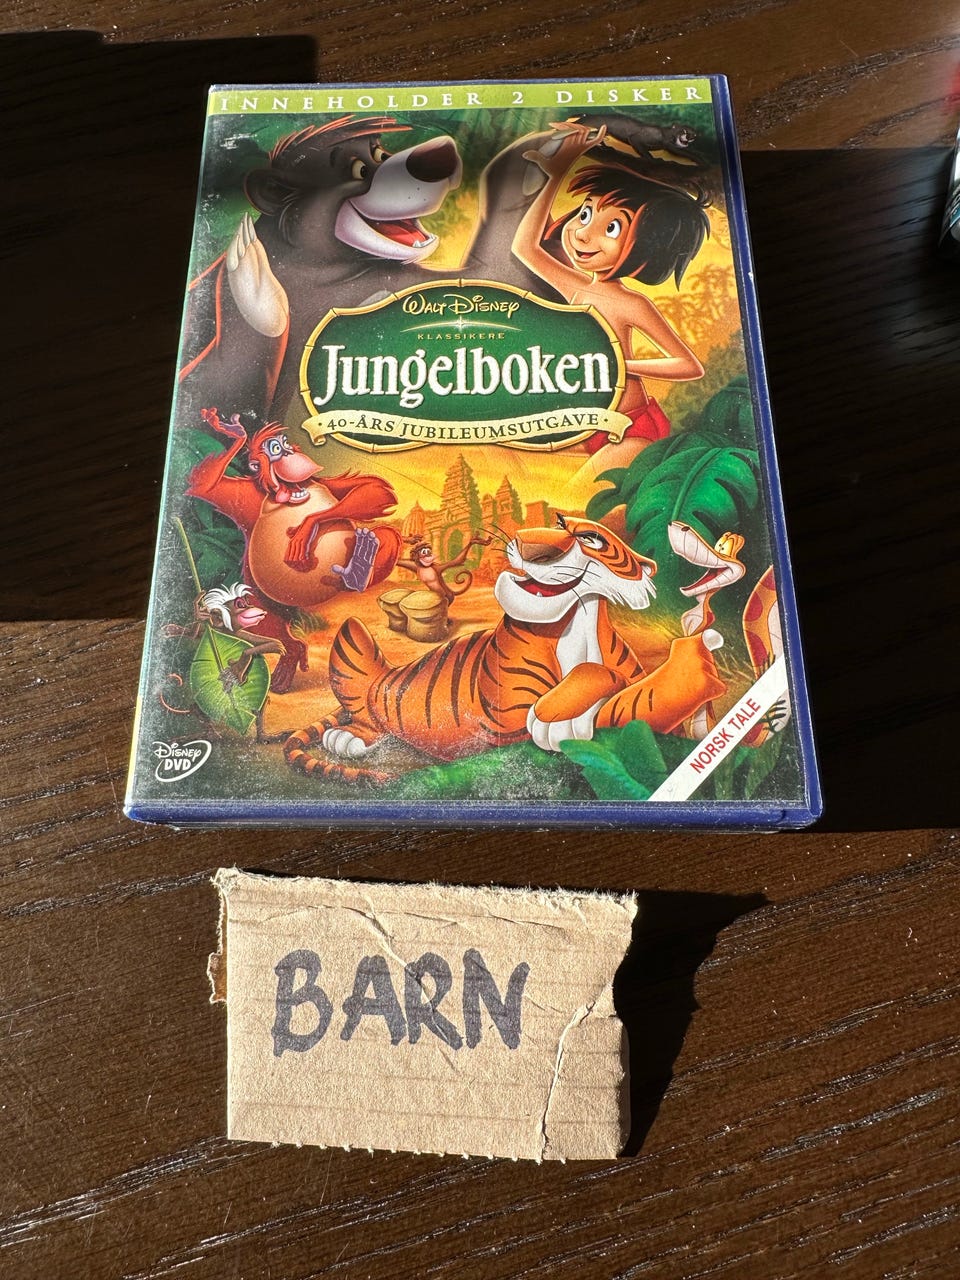 INNEHOLDER 2 DISKER
WALT DISNEY
KLASSIKERE
Jungelboken
·40-ÅRS JUBILEUMSUTGAVE·
NORSK TALE
DISNEY
DVD
BARN